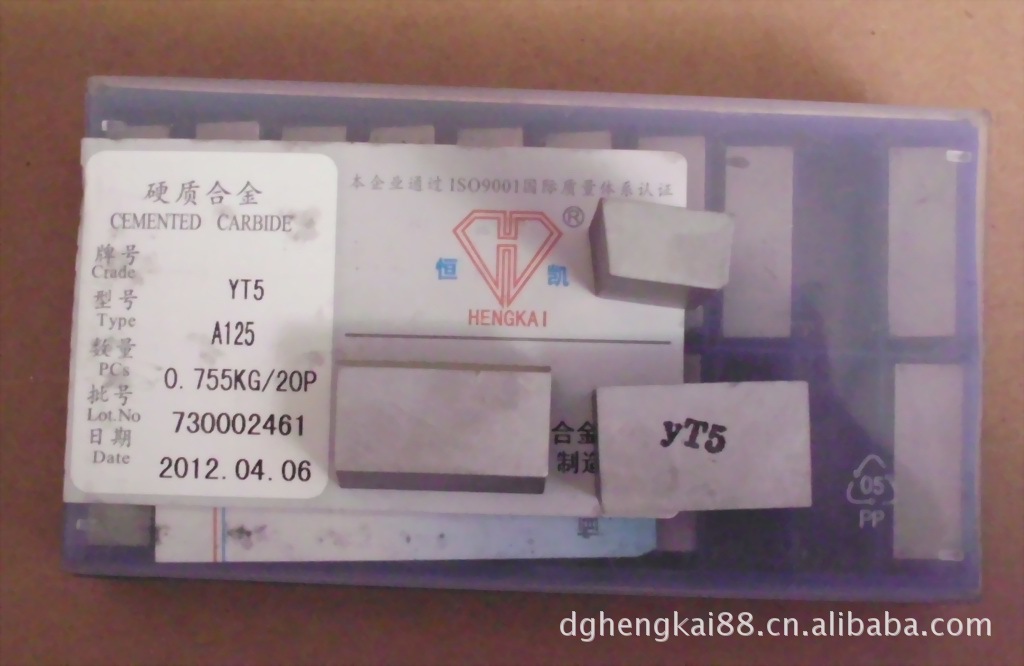 硬质合金
CEMENTED CARBIDE
牌号
Crade
YT5
型号
Type
A125
数量
PCs
0.755KG/20P
批号
Lot.No
730002461
日期
Date
2012.04.06
本企业通过ISO9001国际质量体系认证
®
恒 凯
HENGKAI
合金
制造
YT5
05
PP
dghengkai88.cn.alibaba.com